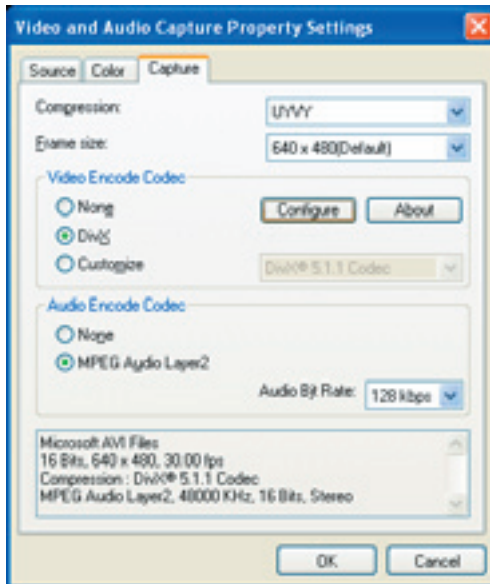 Video and Audio Capture Property Settings
Source Color Capture
Compression: UYVY
Frame size: 640 x 480(Default)
Video Encode Codec
None Configure About
DivX
Customize DivX® 5.1.1 Codec
Audio Encode Codec
None
MPEG Audio Layer2
Audio Bit Rate: 128 kbps
Microsoft AVI Files
16 Bits, 640 x 480, 30.00 fps
Compression : DivX® 5.1.1 Codec
MPEG Audio Layer2, 48000 KHz, 16 Bits, Stereo
OK Cancel